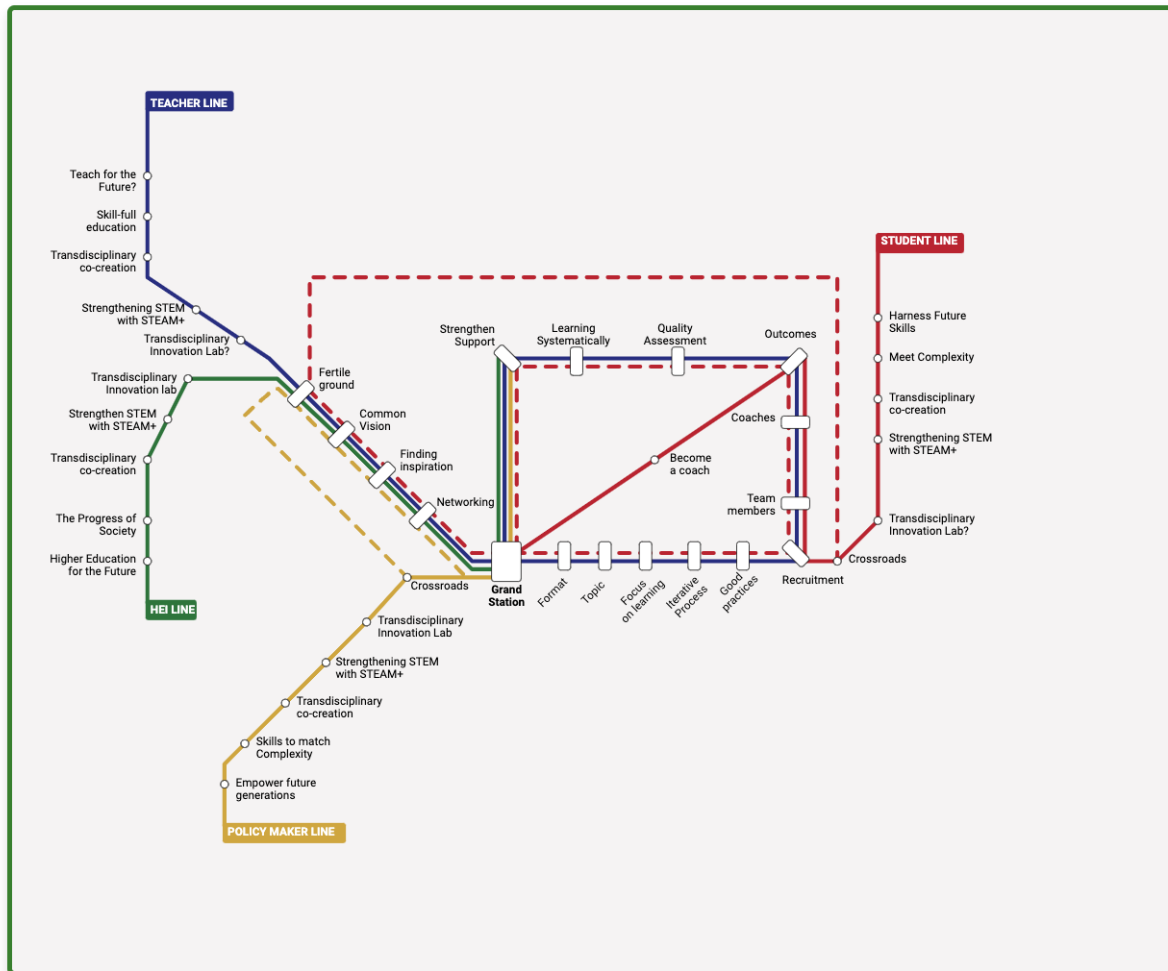 TEACHER LINE
Teach for the
Future?
Skill-full
education
Transdisciplinary
co-creation
Strengthening STEM
with STEAM+
Transdisciplinary
Innovation Lab?
Transdisciplinary
Innovation lab
Strengthen STEM
with STEAM+
Transdisciplinary
co-creation
The Progress of
Society
Higher Education
for the Future
HEI LINE
Fertile
ground
Common
Vision
Finding
inspiration
Networking
Strengthen
Support
Learning
Systematically
Quality
Assessment
Outcomes
Coaches
Become
a coach
Team
members
Grand
Station
Format
Topic
Focus
on learning
Iterative
Process
Good
practices
Recruitment
Crossroads
STUDENT LINE
Harness Future
Skills
Meet Complexity
Transdisciplinary
co-creation
Strengthening STEM
with STEAM+
Transdisciplinary
Innovation Lab?
Crossroads
Transdisciplinary
Innovation Lab
Strengthening STEM
with STEAM+
Transdisciplinary
co-creation
Skills to match
Complexity
Empower future
generations
POLICY MAKER LINE